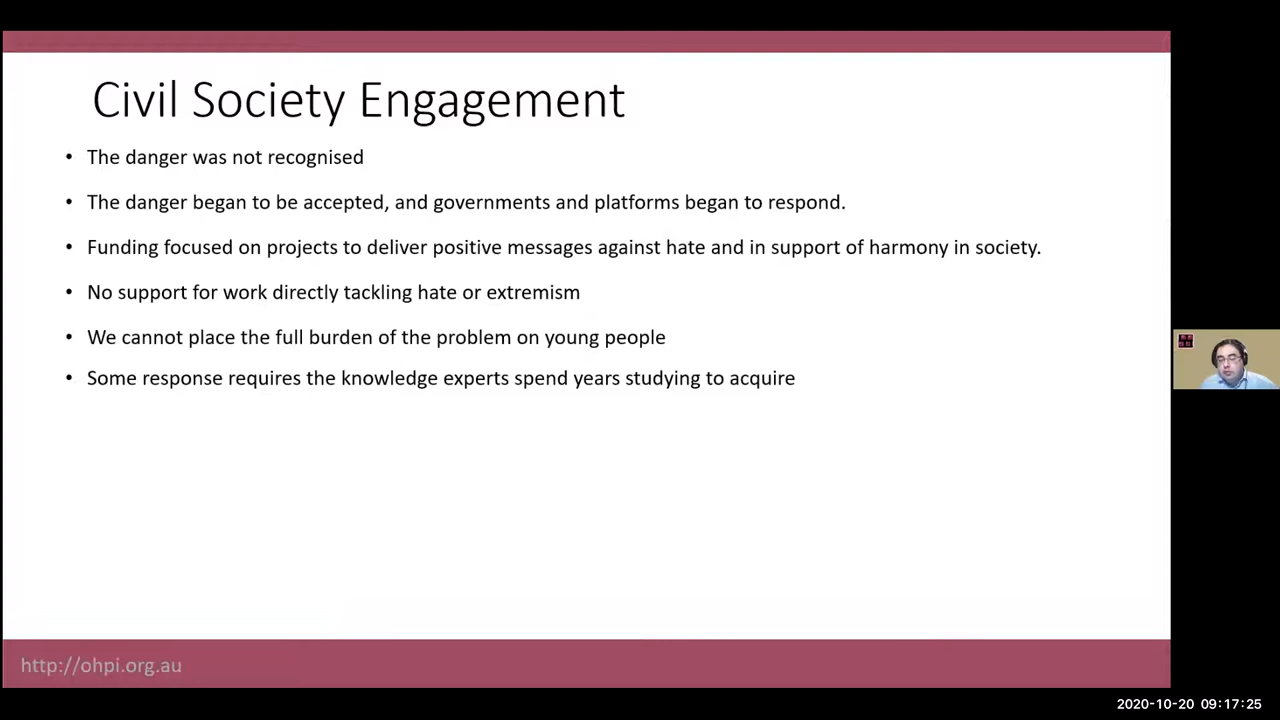 Civil Society Engagement
• The danger was not recognised
• The danger began to be accepted, and governments and platforms began to respond.
• Funding focused on projects to deliver positive messages against hate and in support of harmony in society.
• No support for work directly tackling hate or extremism
• We cannot place the full burden of the problem on young people
• Some response requires the knowledge experts spend years studying to acquire
http://ohpi.org.au
2020-10-20 09:17:25